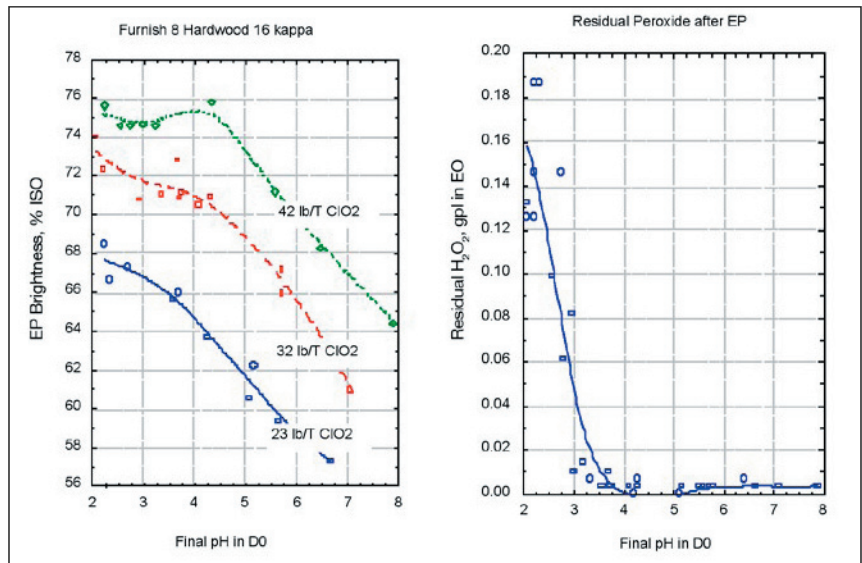 Furnish 8 Hardwood 16 kappa
78
76
74
72
70
68
66
64
62
60
58
56
EP Brightness, % ISO
42 lb/T ClO2
32 lb/T ClO2
23 lb/T ClO2
2 3 4 5 6 7 8
Final pH in D0
Residual Peroxide after EP
0.20
0.18
0.16
0.14
0.12
0.10
0.08
0.06
0.04
0.02
0.00
Residual H₂O₂, gpl in EO
2 3 4 5 6 7 8
Final pH in D0